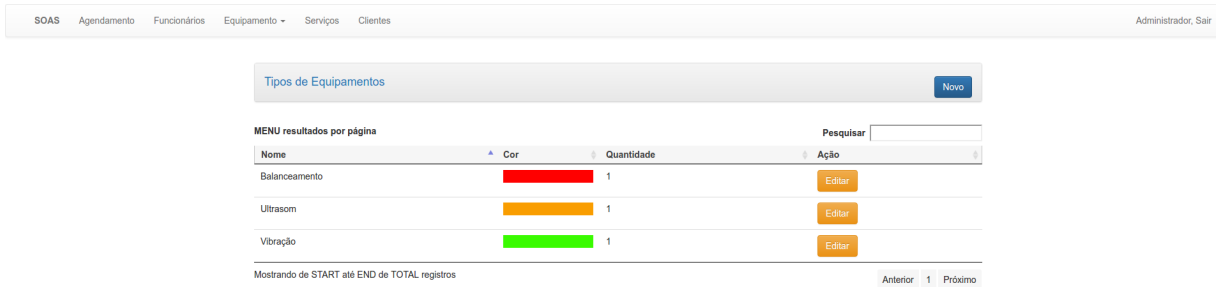 SOAS Agendamento Funcionários Equipamento Serviços Clientes Administrador, Sair
Tipos de Equipamentos Novo
MENU resultados por página Pesquisar
Nome Cor Quantidade Ação
Balanceamento 1 Editar
Ultrasom 1 Editar
Vibração 1 Editar
Mostrando de START até END de TOTAL registros Anterior 1 Próximo